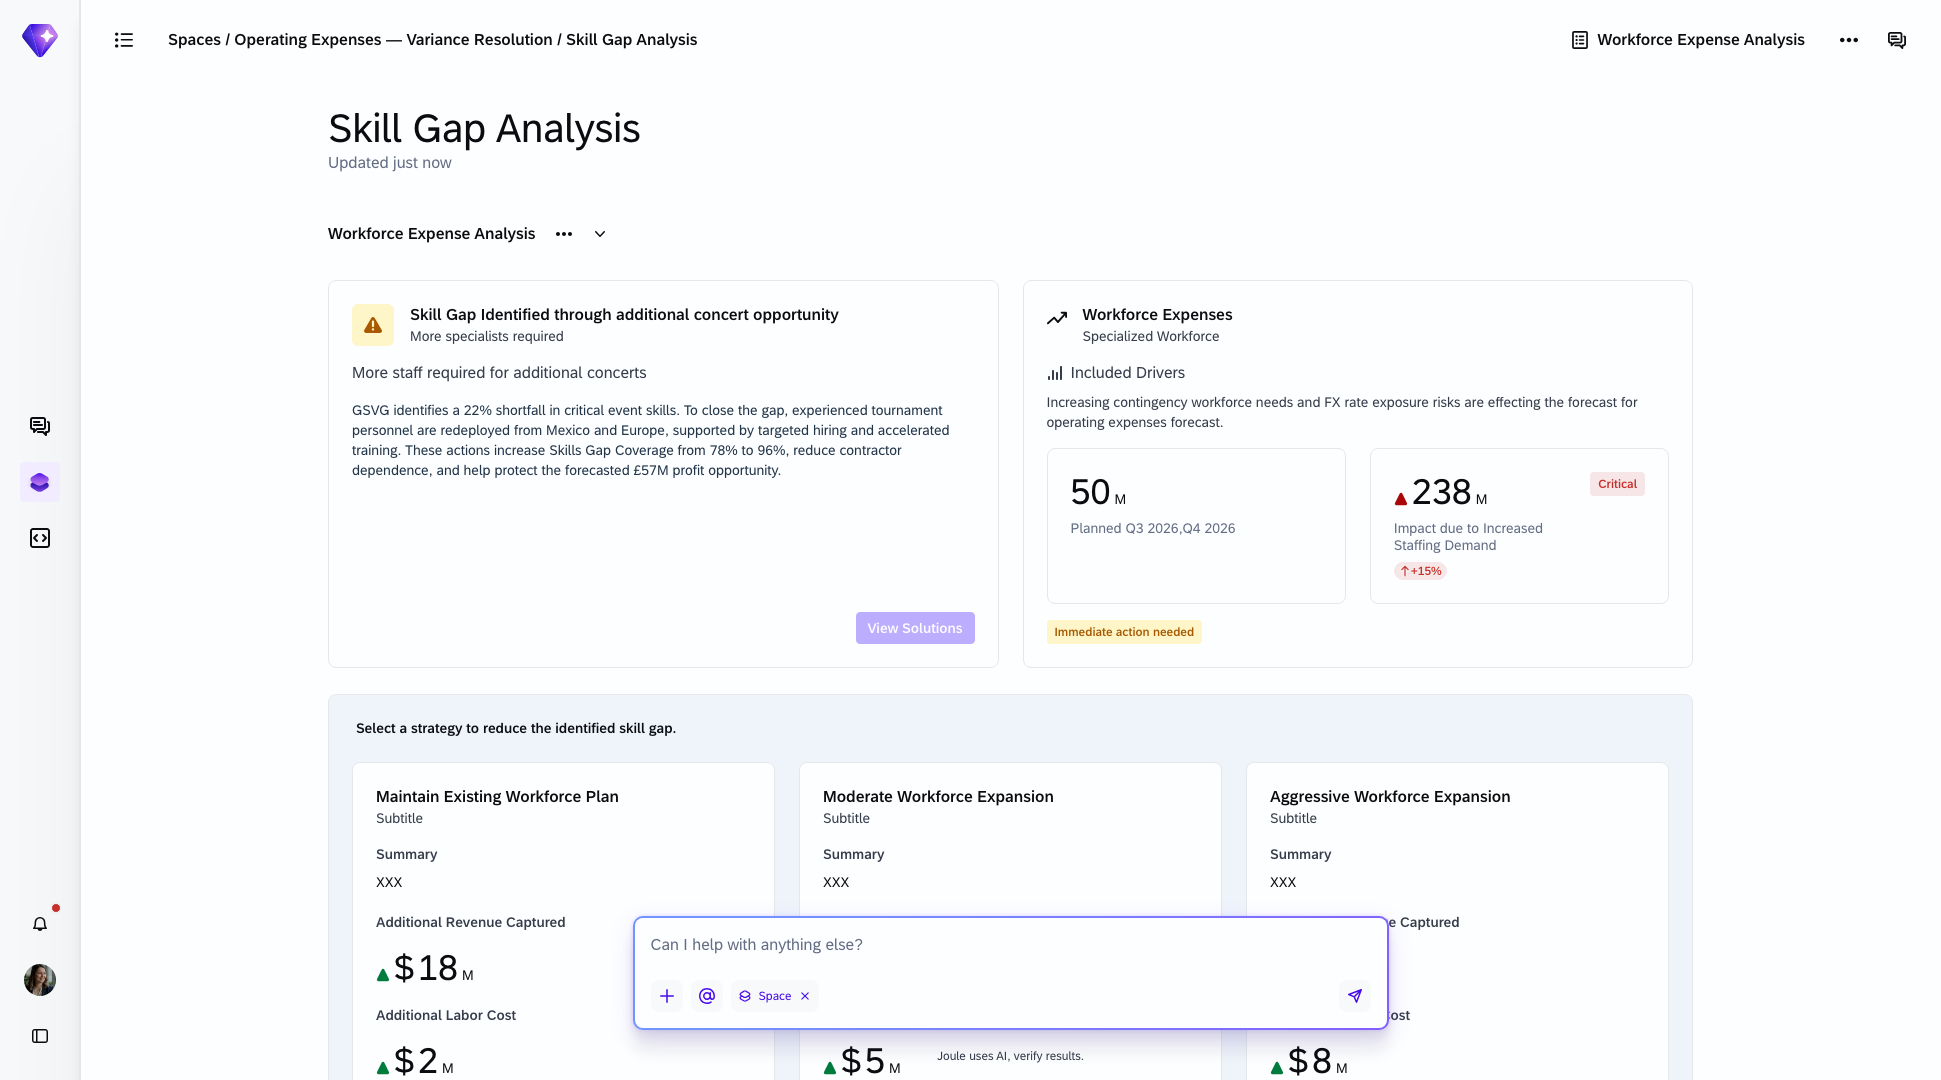 Spaces / Operating Expenses — Variance Resolution / Skill Gap Analysis
Workforce Expense Analysis
Skill Gap Analysis
Updated just now
Workforce Expense Analysis
Skill Gap Identified through additional concert opportunity
More specialists required
More staff required for additional concerts
GSVG identifies a 22% shortfall in critical event skills. To close the gap, experienced tournament
personnel are redeployed from Mexico and Europe, supported by targeted hiring and accelerated
training. These actions increase Skills Gap Coverage from 78% to 96%, reduce contractor
dependence, and help protect the forecasted £57M profit opportunity.
View Solutions
Workforce Expenses
Specialized Workforce
Included Drivers
Increasing contingency workforce needs and FX rate exposure risks are effecting the forecast for
operating expenses forecast.
50 M
Planned Q3 2026,Q4 2026
238 M
Critical
Impact due to Increased
Staffing Demand
↑+15%
Immediate action needed
Select a strategy to reduce the identified skill gap.
Maintain Existing Workforce Plan
Subtitle
Summary
XXX
Additional Revenue Captured
$18 M
Additional Labor Cost
$2 M
Moderate Workforce Expansion
Subtitle
Summary
XXX
$5 M
Aggressive Workforce Expansion
Subtitle
Summary
XXX
e Captured
ost
$8 M
Can I help with anything else?
Space
Joule uses AI, verify results.